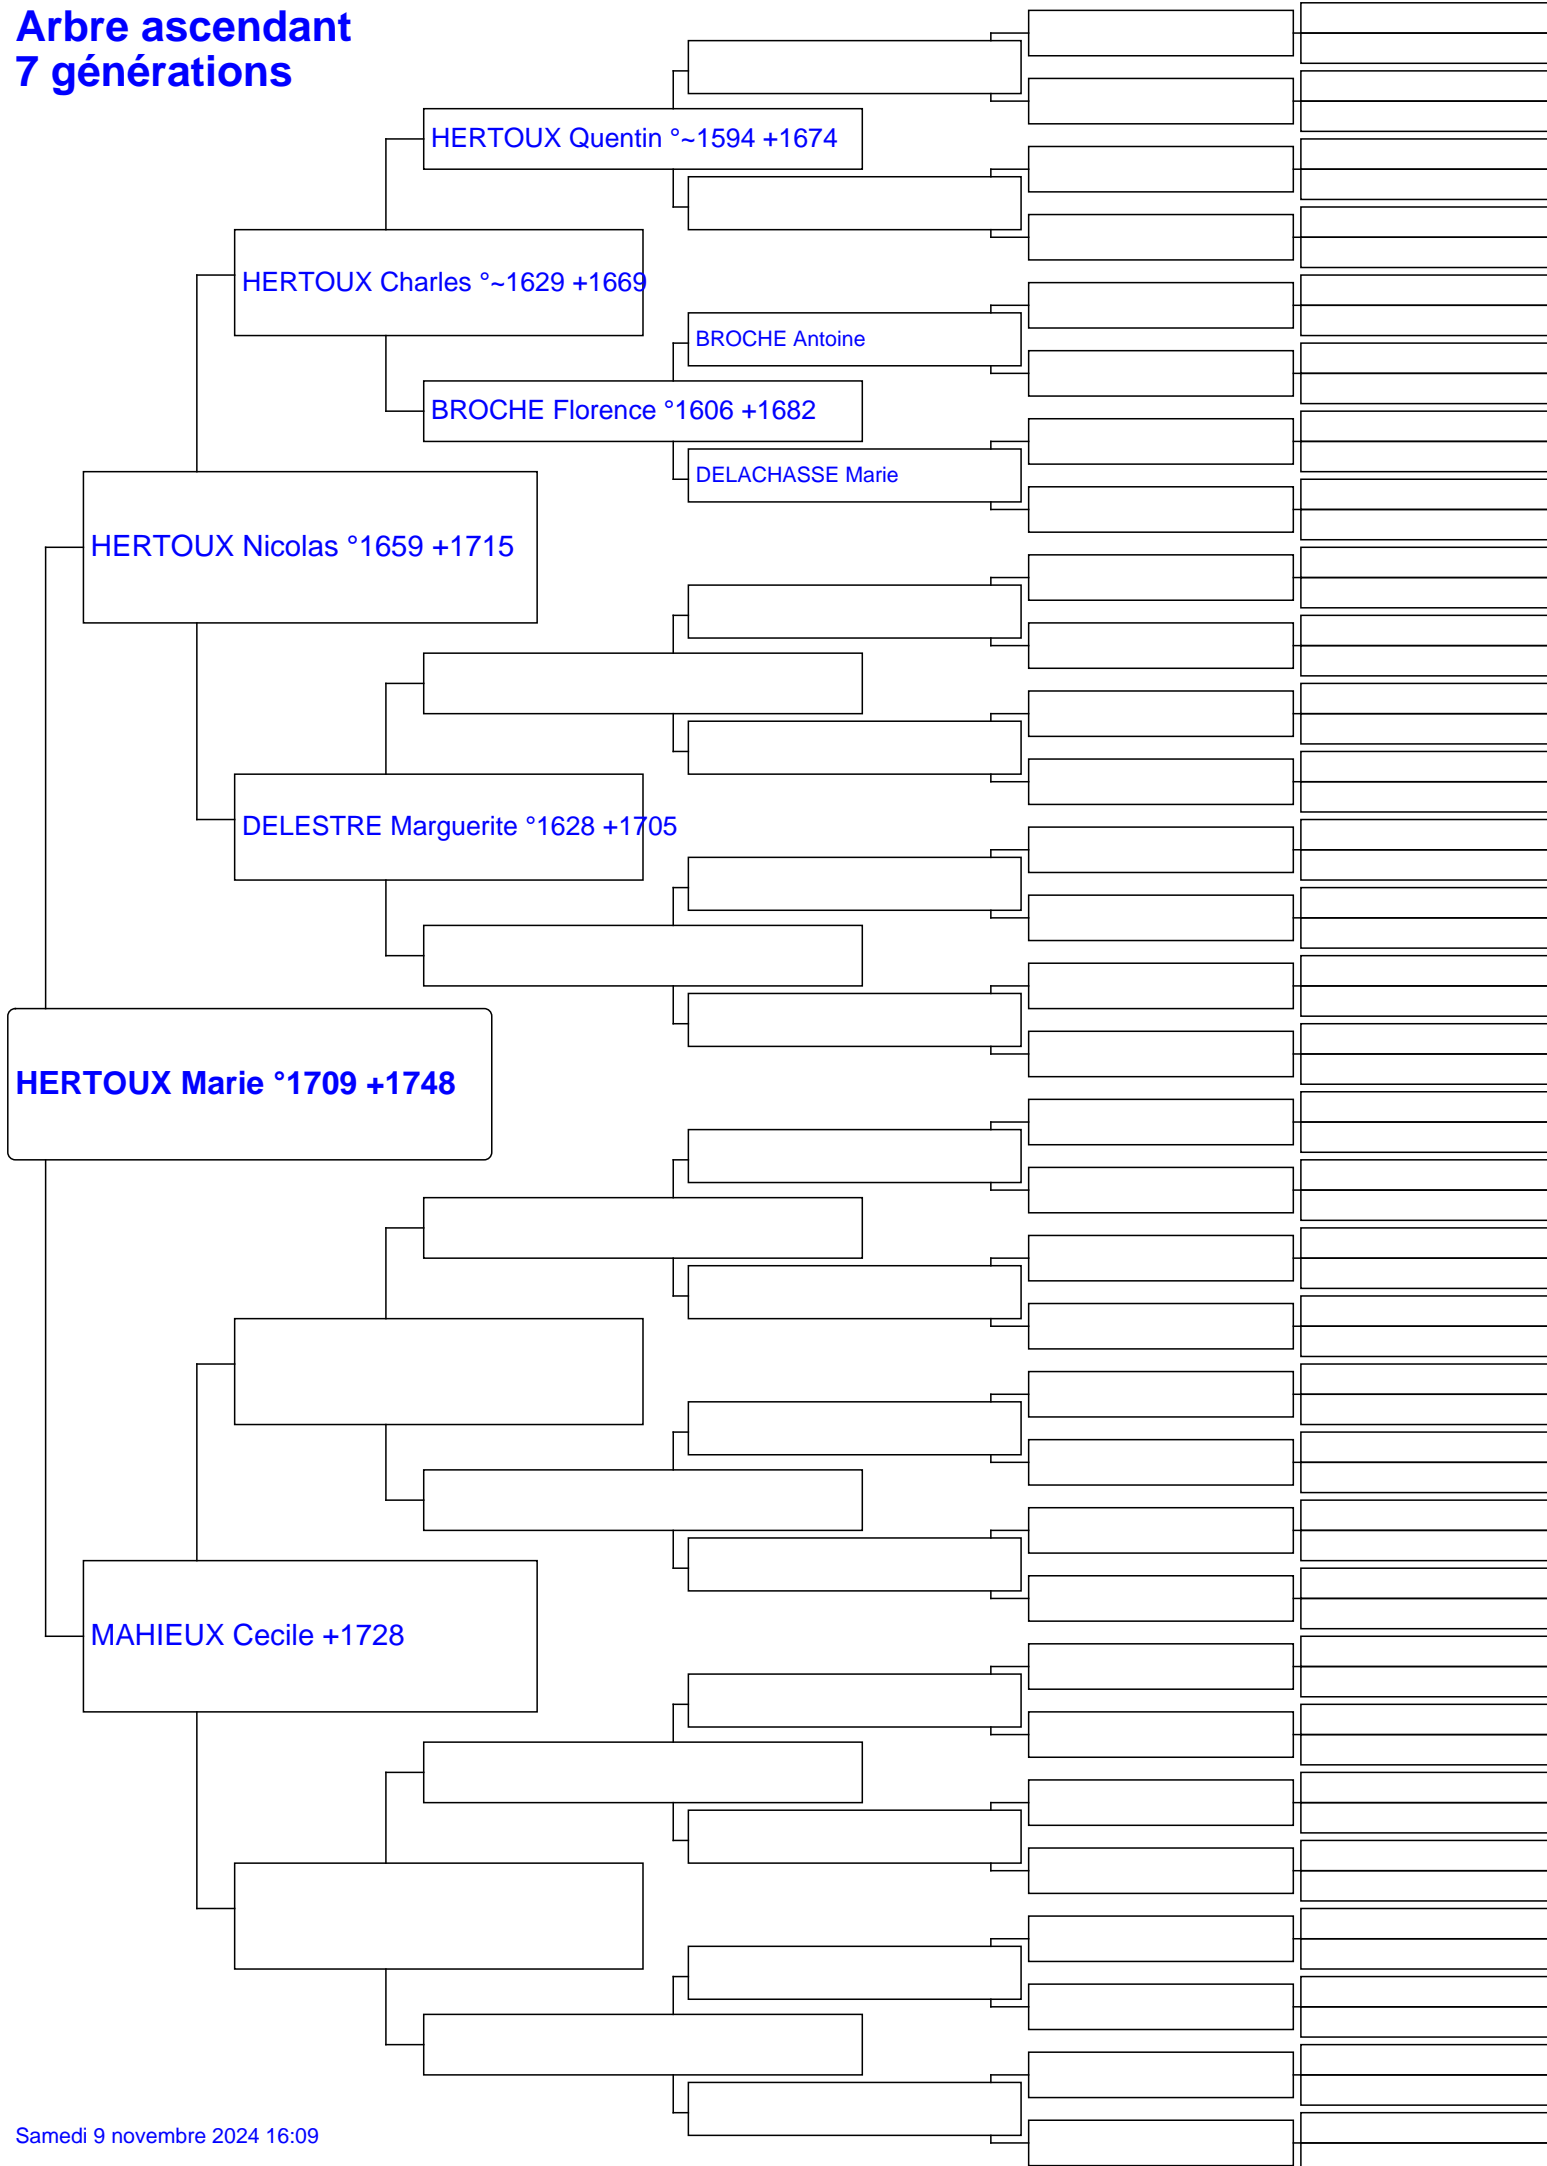 Arbre ascendant
7 générations
HERTOUX Quentin °~1594 +1674
HERTOUX Charles °~1629 +1669
BROCHE Antoine
BROCHE Florence °1606 +1682
DELACHASSE Marie
HERTOUX Nicolas °1659 +1715
DELESTRE Marguerite °1628 +1705
HERTOUX Marie °1709 +1748
MAHIEUX Cecile +1728
Samedi 9 novembre 2024 16:09